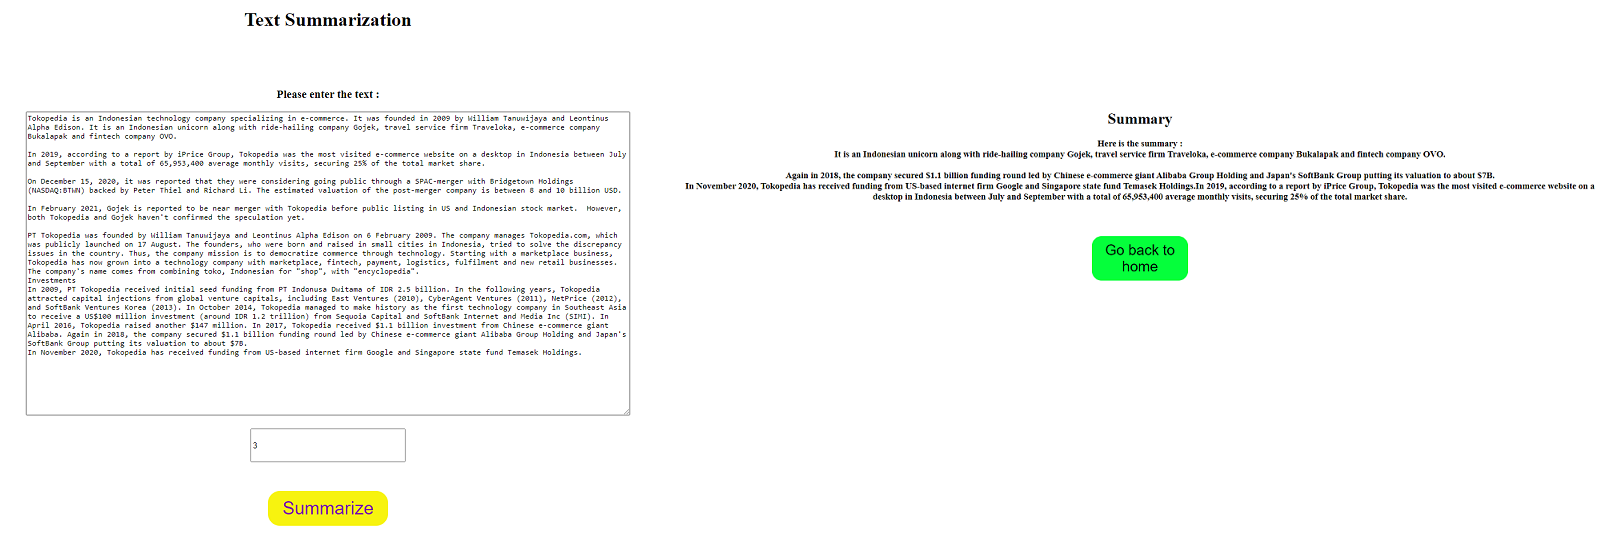 Text Summarization
Please enter the text :
Tokopedia is an Indonesian technology company specializing in e-commerce. It was founded in 2009 by William Tanuwijaya and Leontinus
Alpha Edison. It is an Indonesian unicorn along with ride-hailing company Gojek, travel service firm Traveloka, e-commerce company
Bukalapak and fintech company OVO.
In 2019, according to a report by iPrice Group, Tokopedia was the most visited e-commerce website on a desktop in Indonesia between July
and September with a total of 65,953,400 average monthly visits, securing 25% of the total market share.
On December 15, 2020, it was reported that they were considering going public through a SPAC-merger with Bridgetown Holdings
(NASDAQ:BTWN) backed by Peter Thiel and Richard Li. The estimated valuation of the post-merger company is between 8 and 10 billion USD.
In February 2021, Gojek is reported to be near merger with Tokopedia before public listing in US and Indonesian stock market.  However,
both Tokopedia and Gojek haven't confirmed the speculation yet.
PT Tokopedia was founded by William Tanuwijaya and Leontinus Alpha Edison on 6 February 2009. The company manages Tokopedia.com, which
was publicly launched on 17 August. The founders, who were born and raised in small cities in Indonesia, tried to solve the discrepancy
issues in the country. Thus, the company mission is to democratize commerce through technology. Starting with a marketplace business,
Tokopedia has now grown into a technology company with marketplace, fintech, payment, logistics, fulfilment and new retail businesses.
The company's name comes from combining toko, Indonesian for "shop", with "encyclopedia".
Investments
In 2009, PT Tokopedia received initial seed funding from PT Indonusa Dwitama of IDR 2.5 billion. In the following years, Tokopedia
attracted capital injections from global venture capitals, including East Ventures (2010), CyberAgent Ventures (2011), NetPrice (2012),
and SoftBank Ventures Korea (2013). In October 2014, Tokopedia managed to make history as the first technology company in Southeast Asia
to receive a US$100 million investment (around IDR 1.2 trillion) from Sequoia Capital and SoftBank Internet and Media Inc (SIMI). In
April 2016, Tokopedia raised another $147 million. In 2017, Tokopedia received $1.1 billion investment from Chinese e-commerce giant
Alibaba. Again in 2018, the company secured $1.1 billion funding round led by Chinese e-commerce giant Alibaba Group Holding and Japan's
SoftBank Group putting its valuation to about $7B.
In November 2020, Tokopedia has received funding from US-based internet firm Google and Singapore state fund Temasek Holdings.
3
Summarize
Summary
Here is the summary :
It is an Indonesian unicorn along with ride-hailing company Gojek, travel service firm Traveloka, e-commerce company Bukalapak and fintech company OVO.
Again in 2018, the company secured $1.1 billion funding round led by Chinese e-commerce giant Alibaba Group Holding and Japan's SoftBank Group putting its valuation to about $7B.
In November 2020, Tokopedia has received funding from US-based internet firm Google and Singapore state fund Temasek Holdings.In 2019, according to a report by iPrice Group, Tokopedia was the most visited e-commerce website on a
desktop in Indonesia between July and September with a total of 65,953,400 average monthly visits, securing 25% of the total market share.
Go back to
home